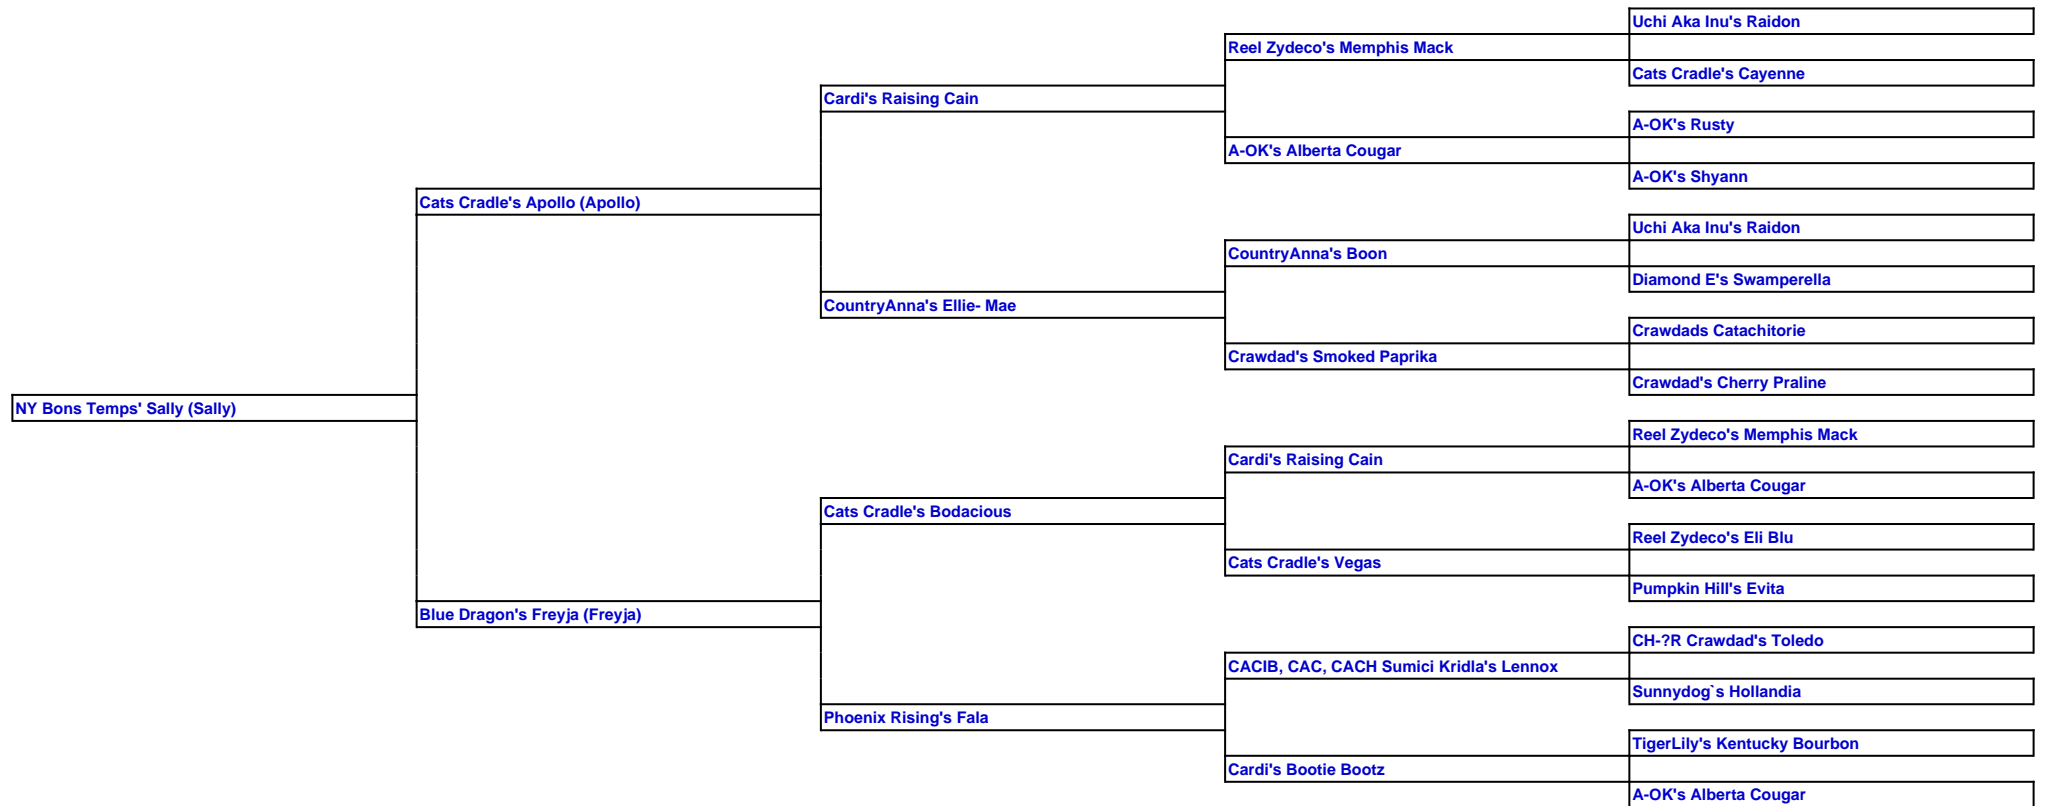 Uchi Aka Inu's Raidon
Reel Zydeco's Memphis Mack
Cats Cradle's Cayenne
Cardi's Raising Cain
A-OK's Rusty
A-OK's Alberta Cougar
A-OK's Shyann
Cats Cradle's Apollo (Apollo)
Uchi Aka Inu's Raidon
CountryAnna's Boon
Diamond E's Swamperella
CountryAnna's Ellie- Mae
Crawdads Catachitorie
Crawdad's Smoked Paprika
Crawdad's Cherry Praline
NY Bons Temps' Sally (Sally)
Reel Zydeco's Memphis Mack
Cardi's Raising Cain
A-OK's Alberta Cougar
Cats Cradle's Bodacious
Reel Zydeco's Eli Blu
Cats Cradle's Vegas
Pumpkin Hill's Evita
Blue Dragon's Freyja (Freyja)
CH-?R Crawdad's Toledo
CACIB, CAC, CACH Sumici Kridla's Lennox
Sunnydog`s Hollandia
Phoenix Rising's Fala
TigerLily's Kentucky Bourbon
Cardi's Bootie Bootz
A-OK's Alberta Cougar